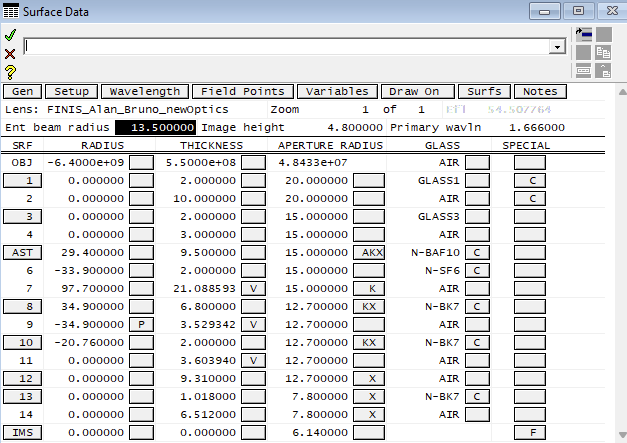 Surface Data
Gen Setup Wavelength Field Points Variables Draw On Surfs Notes
Lens: FINIS_Alan_Bruno_newOptics Zoom 1 of 1 Efl 54.507764
Ent beam radius 13.500000 Image height 4.800000 Primary wavln 1.666000
SRF RADIUS THICKNESS APERTURE RADIUS GLASS SPECIAL
OBJ -6.4000e+09 5.5000e+08 4.8433e+07 AIR
1 0.000000 2.000000 20.000000 GLASS1 C
2 0.000000 10.000000 20.000000 AIR C
3 0.000000 2.000000 15.000000 GLASS3
4 0.000000 3.000000 15.000000 AIR
AST 29.400000 9.500000 15.000000 AKX N-BAF10 C
6 -33.900000 2.000000 15.000000 N-SF6 C
7 97.700000 21.088593 V 15.000000 K AIR
8 34.900000 6.800000 12.700000 KX N-BK7 C
9 -34.900000 P 3.529342 V 12.700000 AIR
10 -20.760000 2.000000 12.700000 KX N-BK7 C
11 0.000000 3.603940 V 12.700000 AIR
12 0.000000 9.310000 12.700000 X AIR
13 0.000000 1.018000 7.800000 X N-BK7 C
14 0.000000 6.512000 7.800000 X AIR
IMS 0.000000 0.000000 6.140000 F